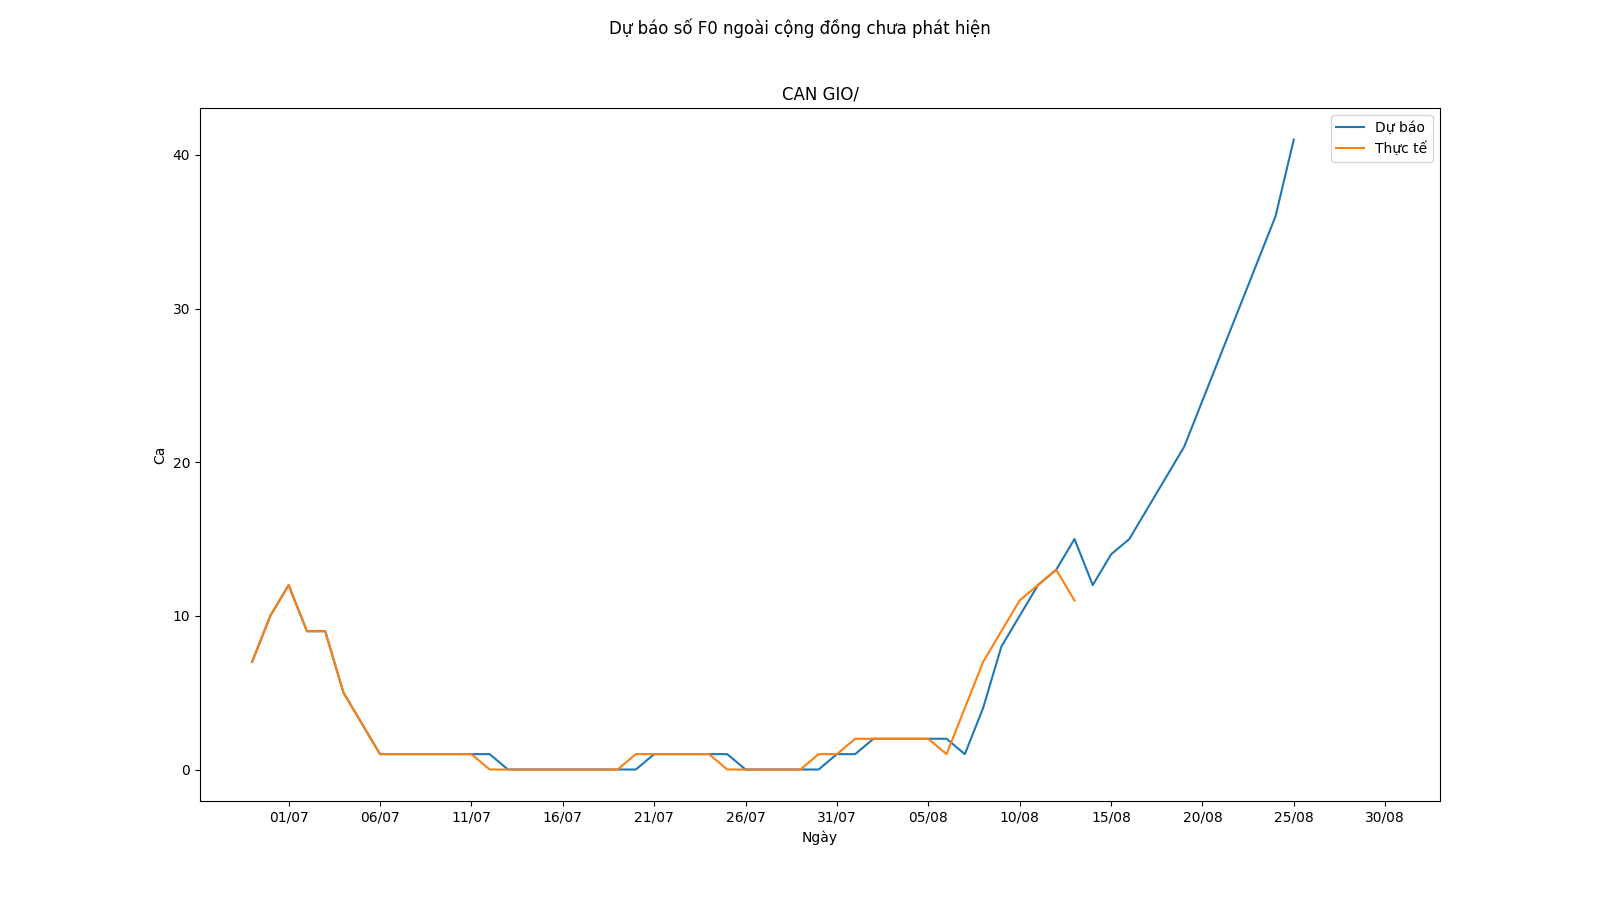 Dự báo số F0 ngoài cộng đồng chưa phát hiện
CAN GIO/
Dự báo
Thực tế
40
30
20
10
0
Ca
01/07 06/07 11/07 16/07 21/07 26/07 31/07 05/08 10/08 15/08 20/08 25/08 30/08
Ngày